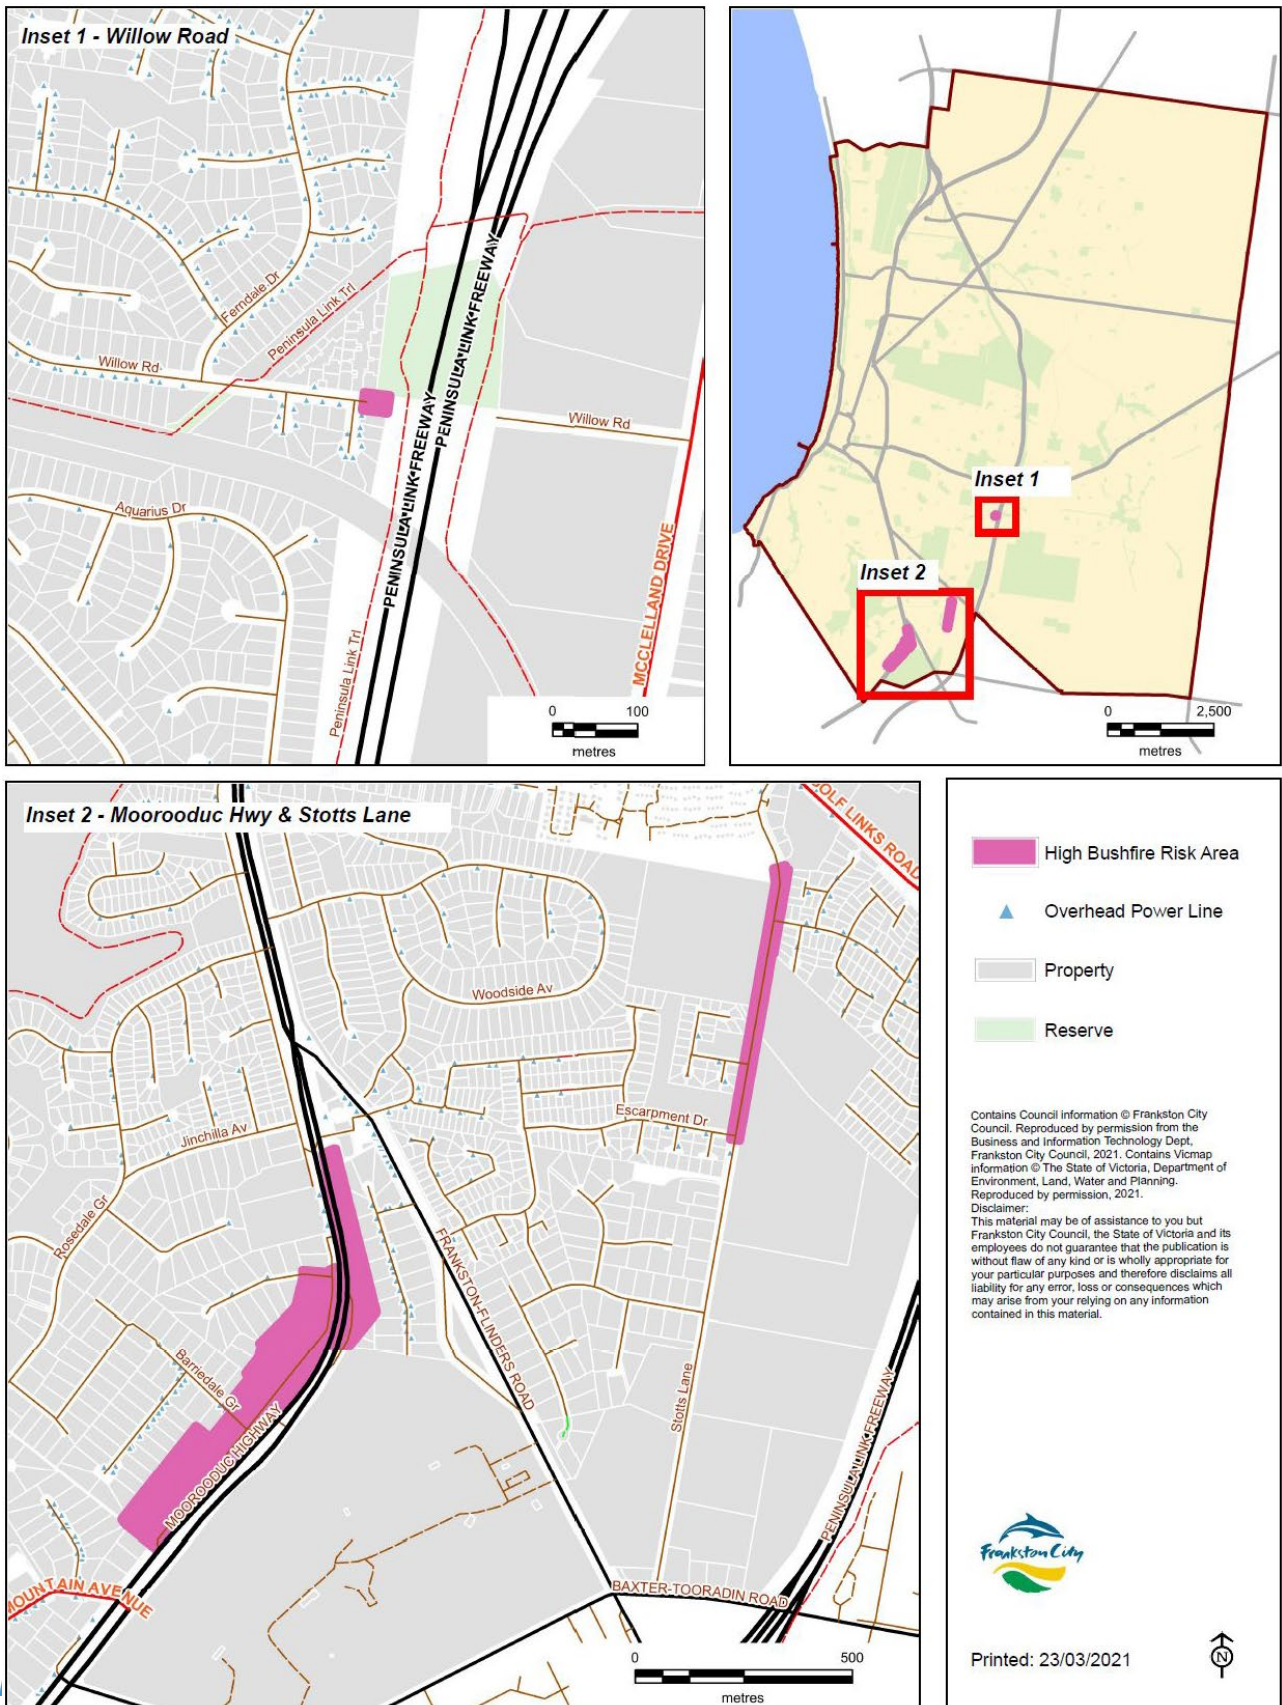 Inset 1 - Willow Road
Ferndale Dr
Peninsula Link Trl
Willow Rd
Willow Rd
Aquarius Dr
PENINSULA LINK FREEWAY
PENINSULA LINK FREEWAY
MCCLELLAND DRIVE
Peninsula Link Trl
0 100
metres
Inset 1
Inset 2
0 2,500
metres
Inset 2 - Moorooduc Hwy & Stotts Lane
GOLF LINKS ROAD
Woodside Av
Escarpment Dr
Jinchilla Av
Rosedale Gr
FRANKSTON-FLINDERS ROAD
Barriedale Gr
MOOROODUC HIGHWAY
Stotts Lane
PENINSULA LINK FREEWAY
MOUNTAIN AVENUE
BAXTER-TOORADIN ROAD
0 500
metres
High Bushfire Risk Area
Overhead Power Line
Property
Reserve
Contains Council information © Frankston City
Council. Reproduced by permission from the
Business and Information Technology Dept,
Frankston City Council, 2021. Contains Vicmap
information © The State of Victoria, Department of
Environment, Land, Water and Planning.
Reproduced by permission, 2021.
Disclaimer:
This material may be of assistance to you but
Frankston City Council, the State of Victoria and its
employees do not guarantee that the publication is
without flaw of any kind or is wholly appropriate for
your particular purposes and therefore disclaims all
liability for any error, loss or consequences which
may arise from your relying on any information
contained in this material.
Frankston City
Printed: 23/03/2021
N